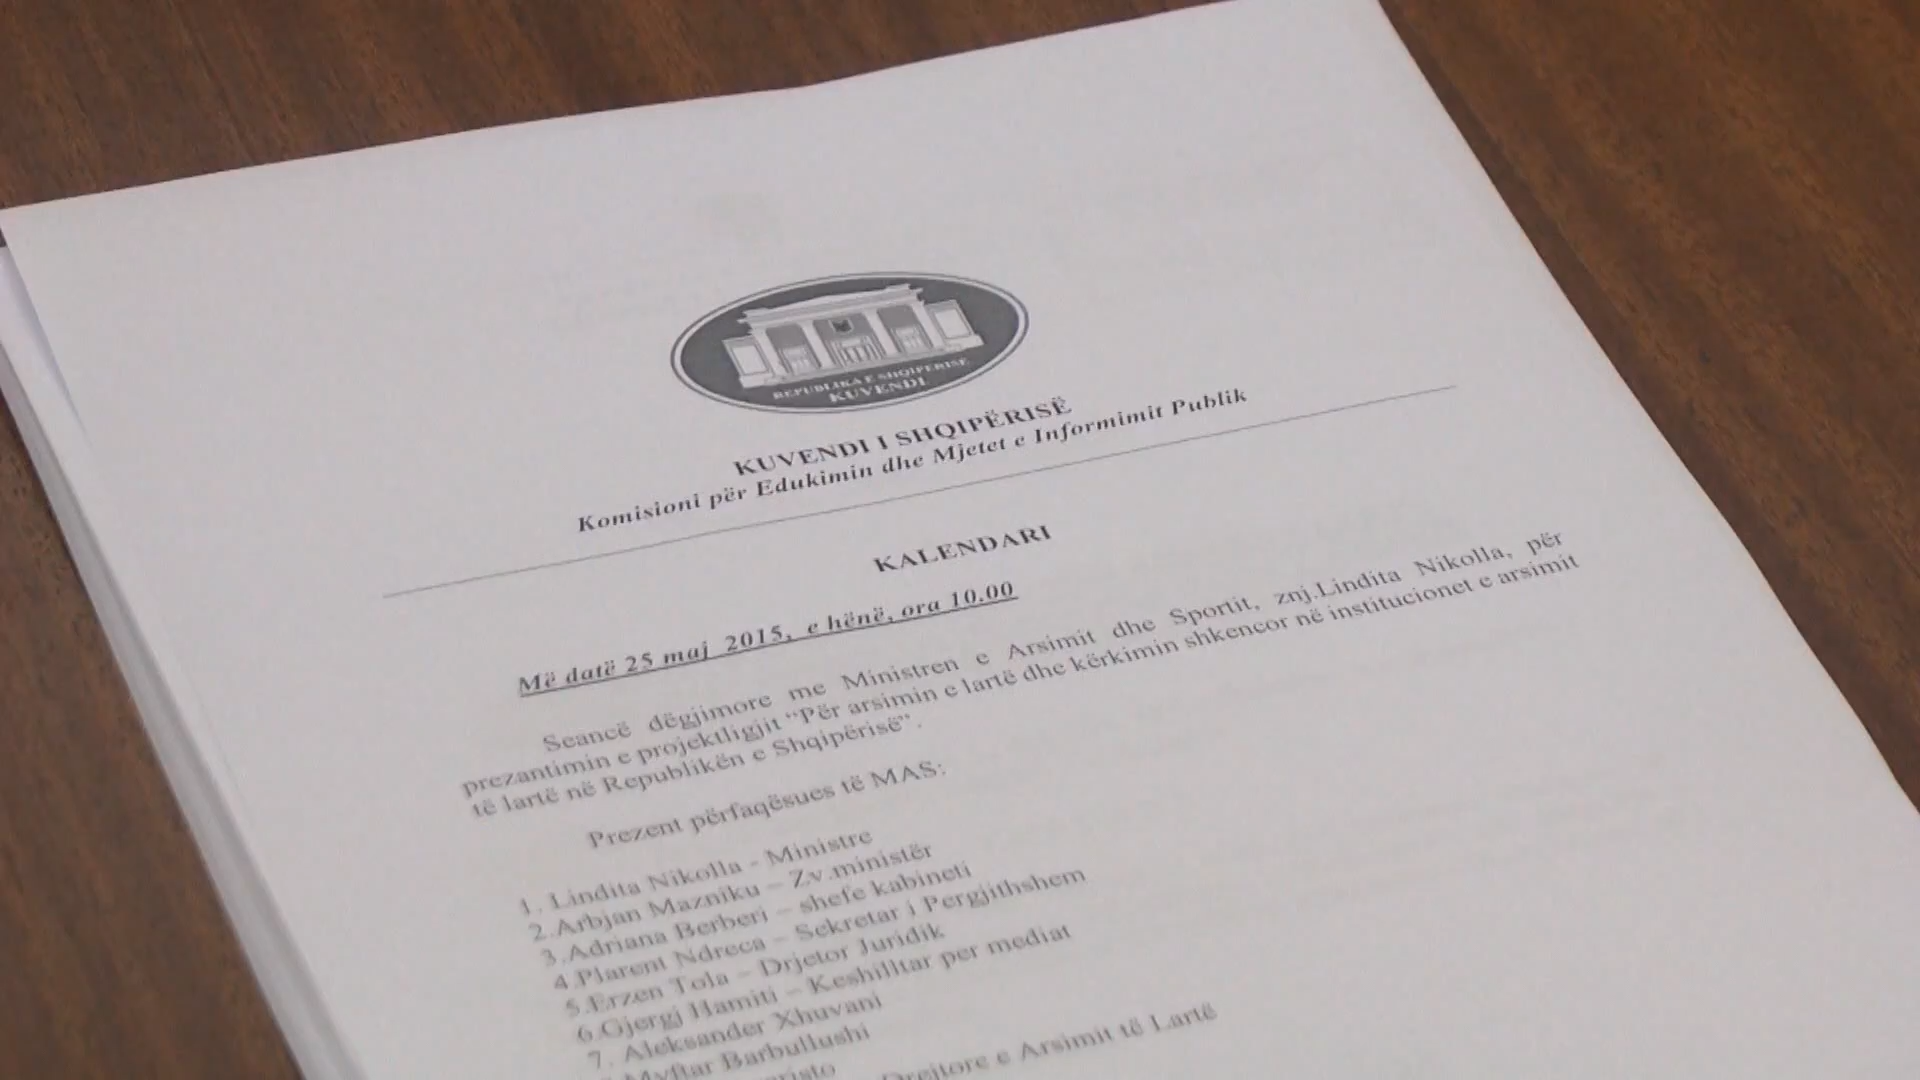 REPUBLIKA E SHQIPËRISË
KUVENDI
KUVENDI I SHQIPËRISË
Komisioni për Edukimin dhe Mjetet e Informimit Publik
KALENDARI
Më datë 25 maj 2015, e hënë, ora 10.00
Seancë dëgjimore me Ministren e Arsimit dhe Sportit, znj.Lindita Nikolla, për
prezantimin e projektligjit “Për arsimin e lartë dhe kërkimin shkencor në institucionet e arsimit
të lartë në Republikën e Shqipërisë”.
Prezent përfaqësues të MAS:
1. Lindita Nikolla - Ministre
2.Arbjan Mazniku – Zv.ministër
3.Adriana Berberi – shefe kabineti
4.Plarent Ndreca – Sekretar i Pergjithshem
5.Erzen Tola – Drjetor Juridik
6.Gjergj Hamiti – Keshilltar per mediat
7. Aleksander Xhuvani
Myftar Barbullushi
Drejtore e Arsimit të Lartë